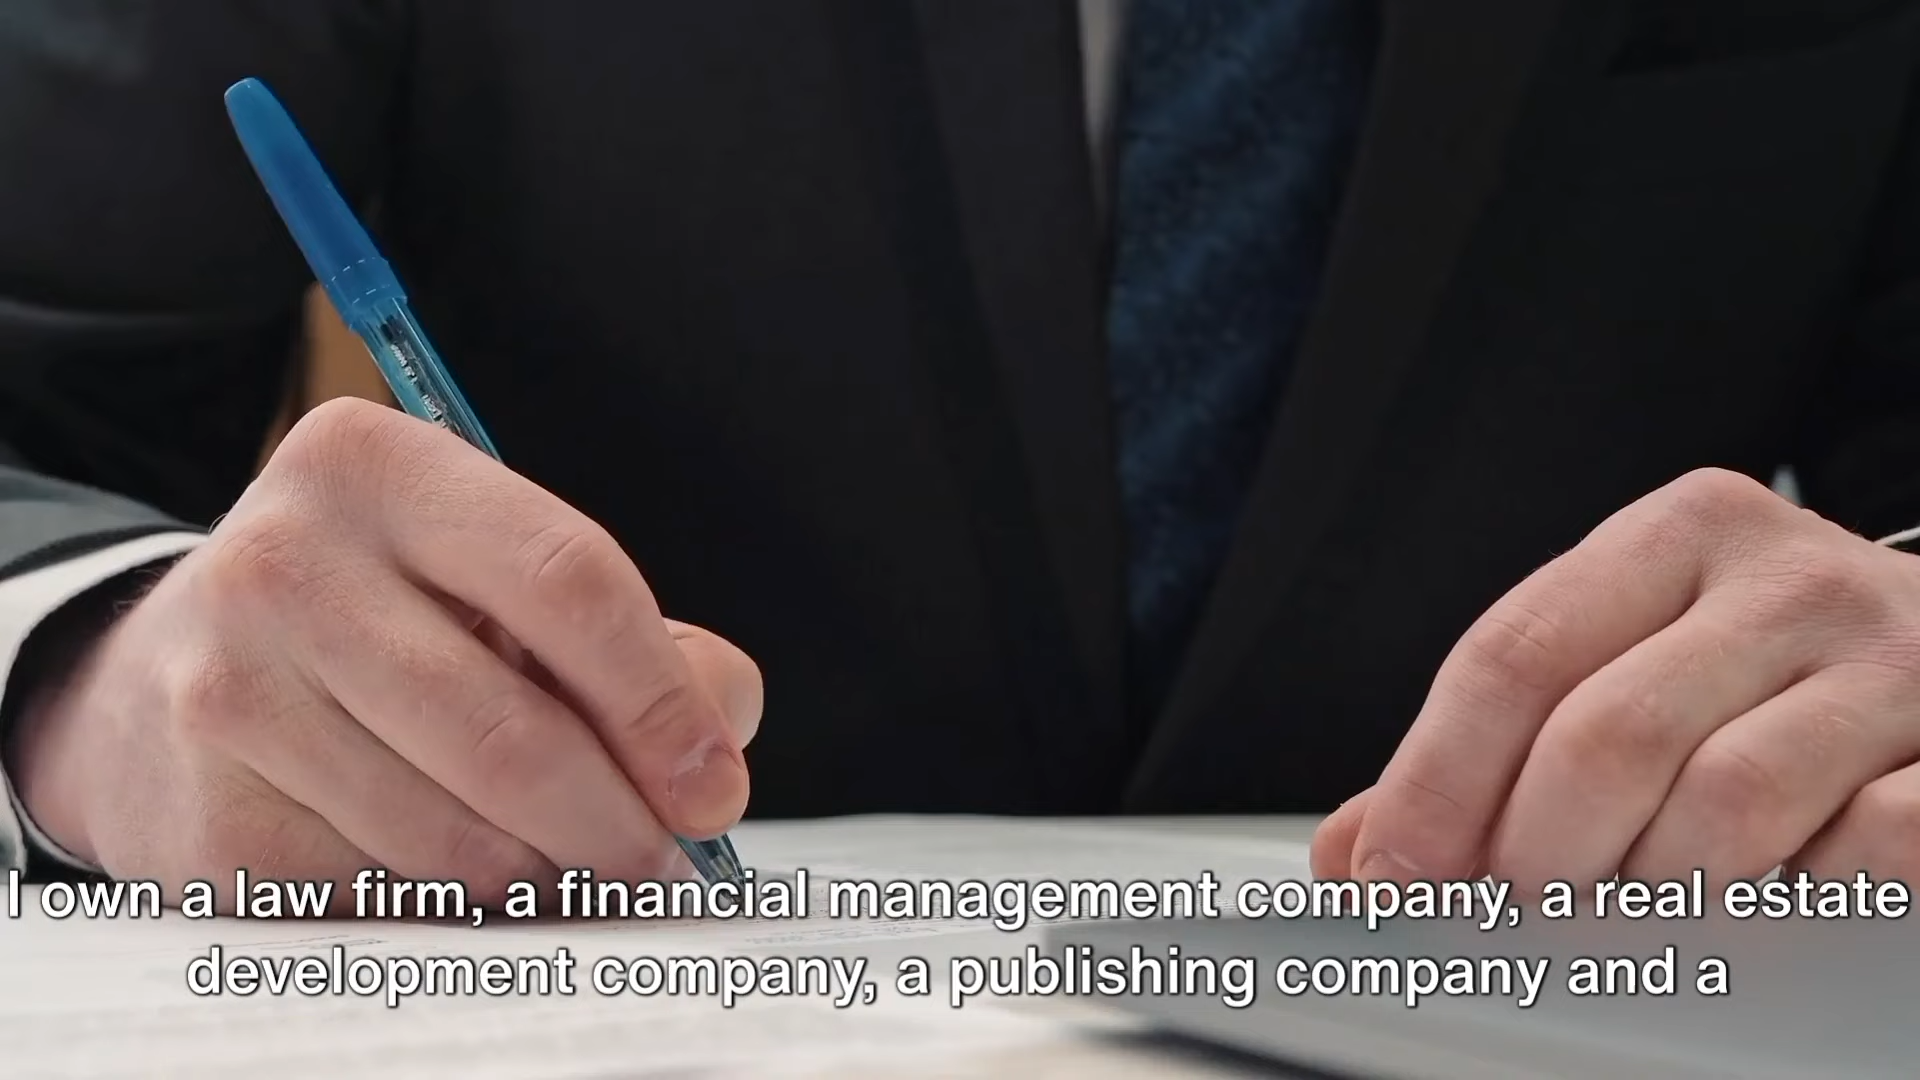 I own a law firm, a financial management company, a real estate
development company, a publishing company and a